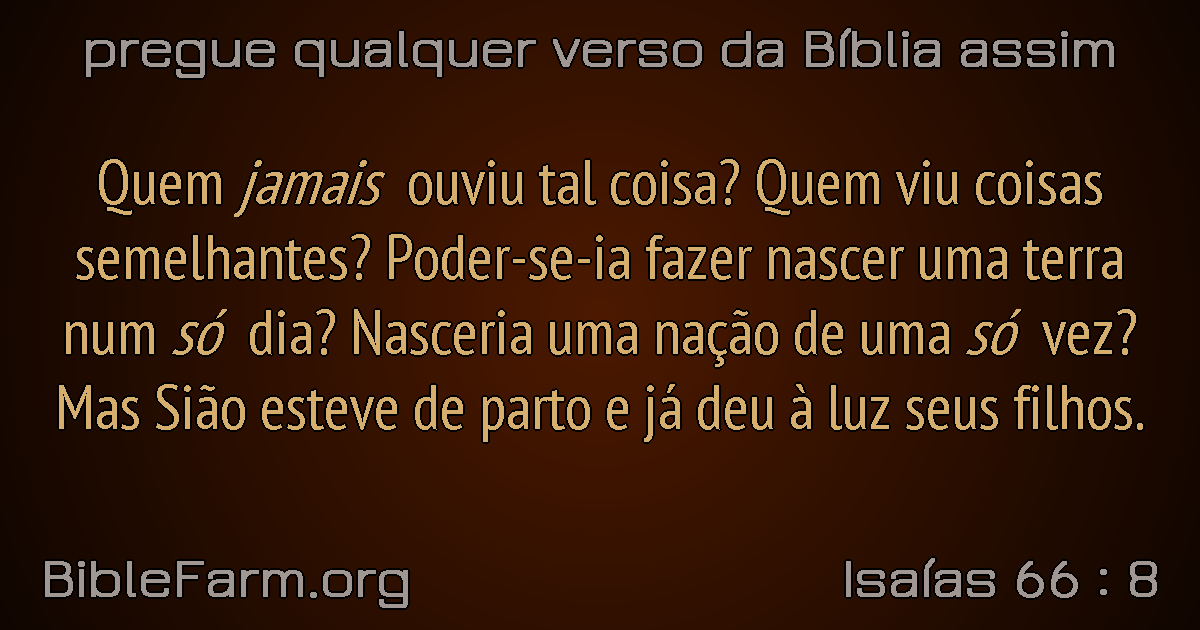 pregue qualquer verso da Bíblia assim
Quem jamais ouviu tal coisa? Quem viu coisas
semelhantes? Poder-se-ia fazer nascer uma terra
num só dia? Nasceria uma nação de uma só vez?
Mas Sião esteve de parto e já deu à luz seus filhos.
BibleFarm.org
Isaías 66 : 8